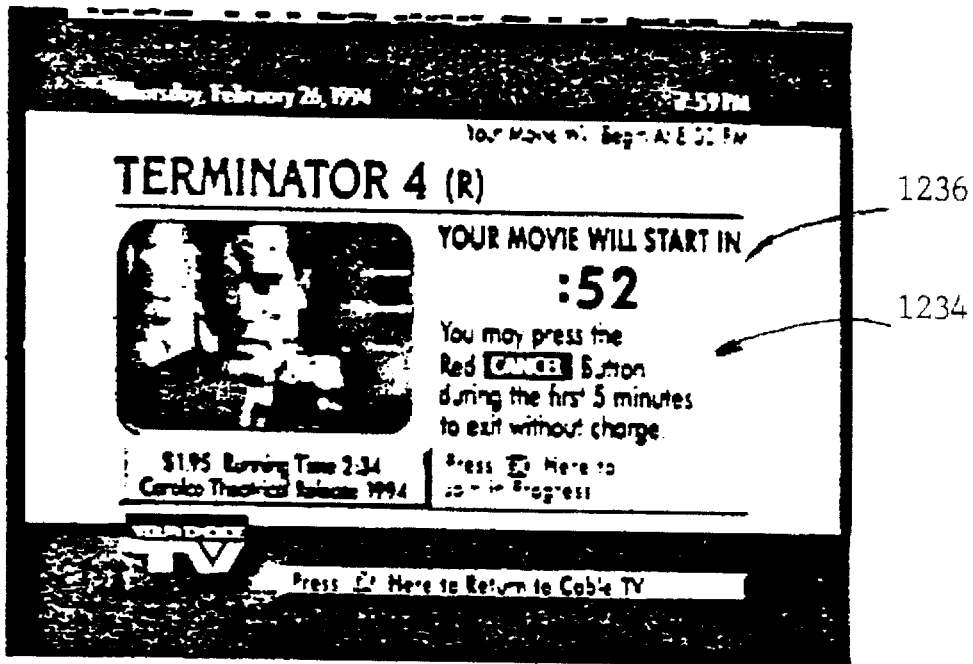 Thursday, February 26, 1994
:59 PM
Your Movie Will Begin At PM
TERMINATOR 4 (R)
1236
YOUR MOVIE WILL START IN
:52
1234
You may press the
Red CANCEL Button
during the first 5 minutes
to exit without charge.
$1.95 Running Time 2:34
Carolco Theatrical Release 1994
Press Here to
Join in Progress
TV
Press Here to Return to Cable TV